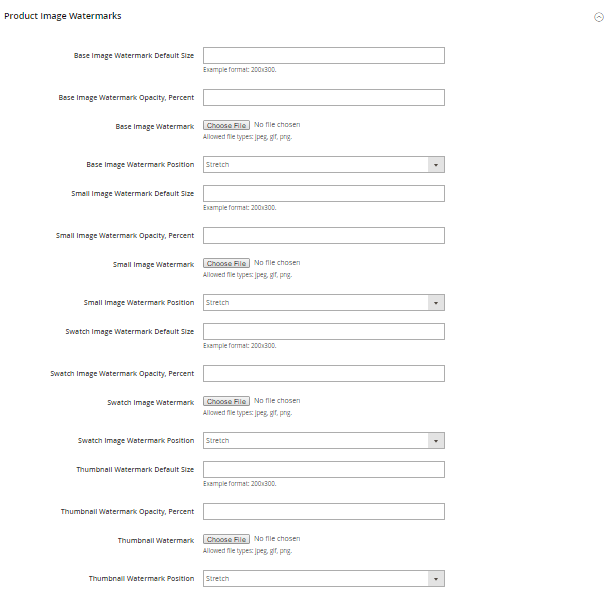 Product Image Watermarks
Base Image Watermark Default Size
Example format: 200x300.
Base Image Watermark Opacity, Percent
Base Image Watermark Choose File No file chosen
Allowed file types: jpeg, gif, png.
Base Image Watermark Position Stretch
Small Image Watermark Default Size
Example format: 200x300.
Small Image Watermark Opacity, Percent
Small Image Watermark Choose File No file chosen
Allowed file types: jpeg, gif, png.
Small Image Watermark Position Stretch
Swatch Image Watermark Default Size
Example format: 200x300.
Swatch Image Watermark Opacity, Percent
Swatch Image Watermark Choose File No file chosen
Allowed file types: jpeg, gif, png.
Swatch Image Watermark Position Stretch
Thumbnail Watermark Default Size
Example format: 200x300.
Thumbnail Watermark Opacity, Percent
Thumbnail Watermark Choose File No file chosen
Allowed file types: jpeg, gif, png.
Thumbnail Watermark Position Stretch